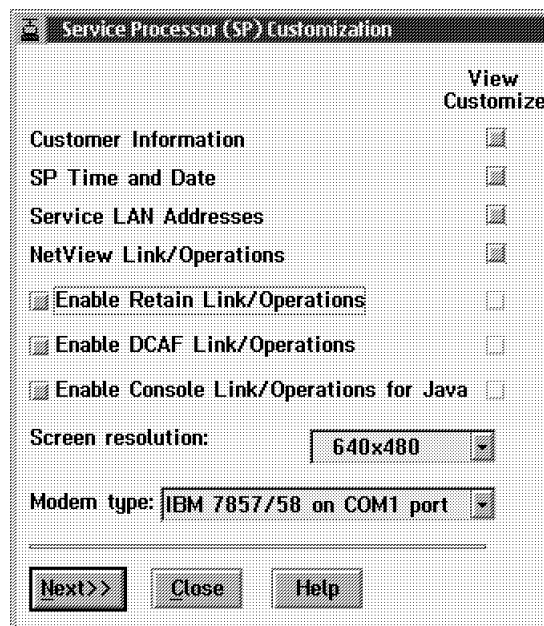 Service Processor (SP) Customization
View
Customize
Customer Information
SP Time and Date
Service LAN Addresses
NetView Link/Operations
Enable Retain Link/Operations
Enable DCAF Link/Operations
Enable Console Link/Operations for Java
Screen resolution: 640x480
Modem type: IBM 7857/58 on COM1 port
Next>> Close Help